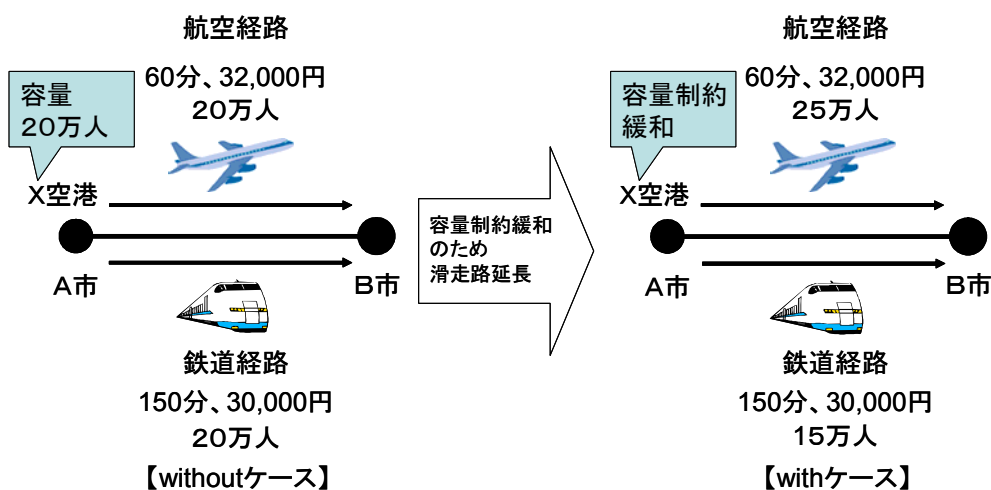 航空経路
60分、32,000円
20万人
容量
20万人
X空港
A市
B市
鉄道経路
150分、30,000円
20万人
【withoutケース】
容量制約緩和
のため
滑走路延長
航空経路
60分、32,000円
25万人
容量制約
緩和
X空港
A市
B市
鉄道経路
150分、30,000円
15万人
【withケース】